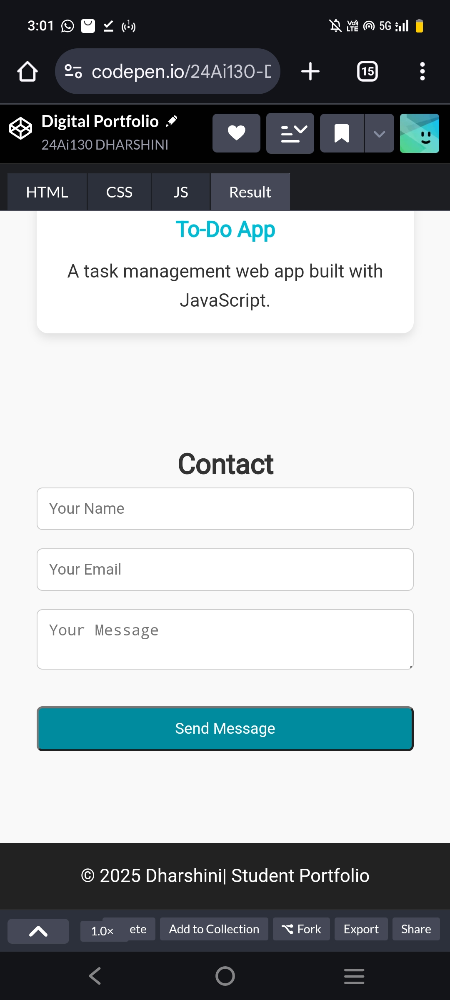 3:01
VoD LTE 5G
codepen.io/24Ai130-D
15
Digital Portfolio
24Ai130 DHARSHINI
HTML CSS JS Result
To-Do App
A task management web app built with
JavaScript.
Contact
Your Name
Your Email
Your Message
Send Message
© 2025 Dharshini| Student Portfolio
1.0× ete Add to Collection Fork Export Share